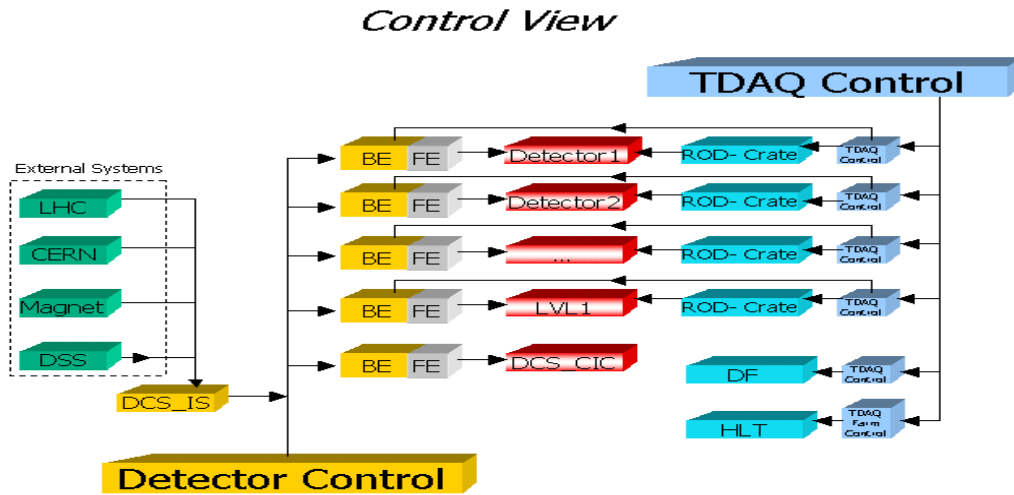 Control View
TDAQ Control
External Systems
LHC
CERN
Magnet
DSS
DCS_IS
BE FE Detector1 ROD- Crate TDAQ
Control
BE FE Detector2 ROD- Crate TDAQ
Control
BE FE ... ROD- Crate TDAQ
Control
BE FE LVL1 ROD- Crate TDAQ
Control
BE FE DCS_CIC
DF TDAQ
Control
HLT TDAQ
Farm
Control
Detector Control